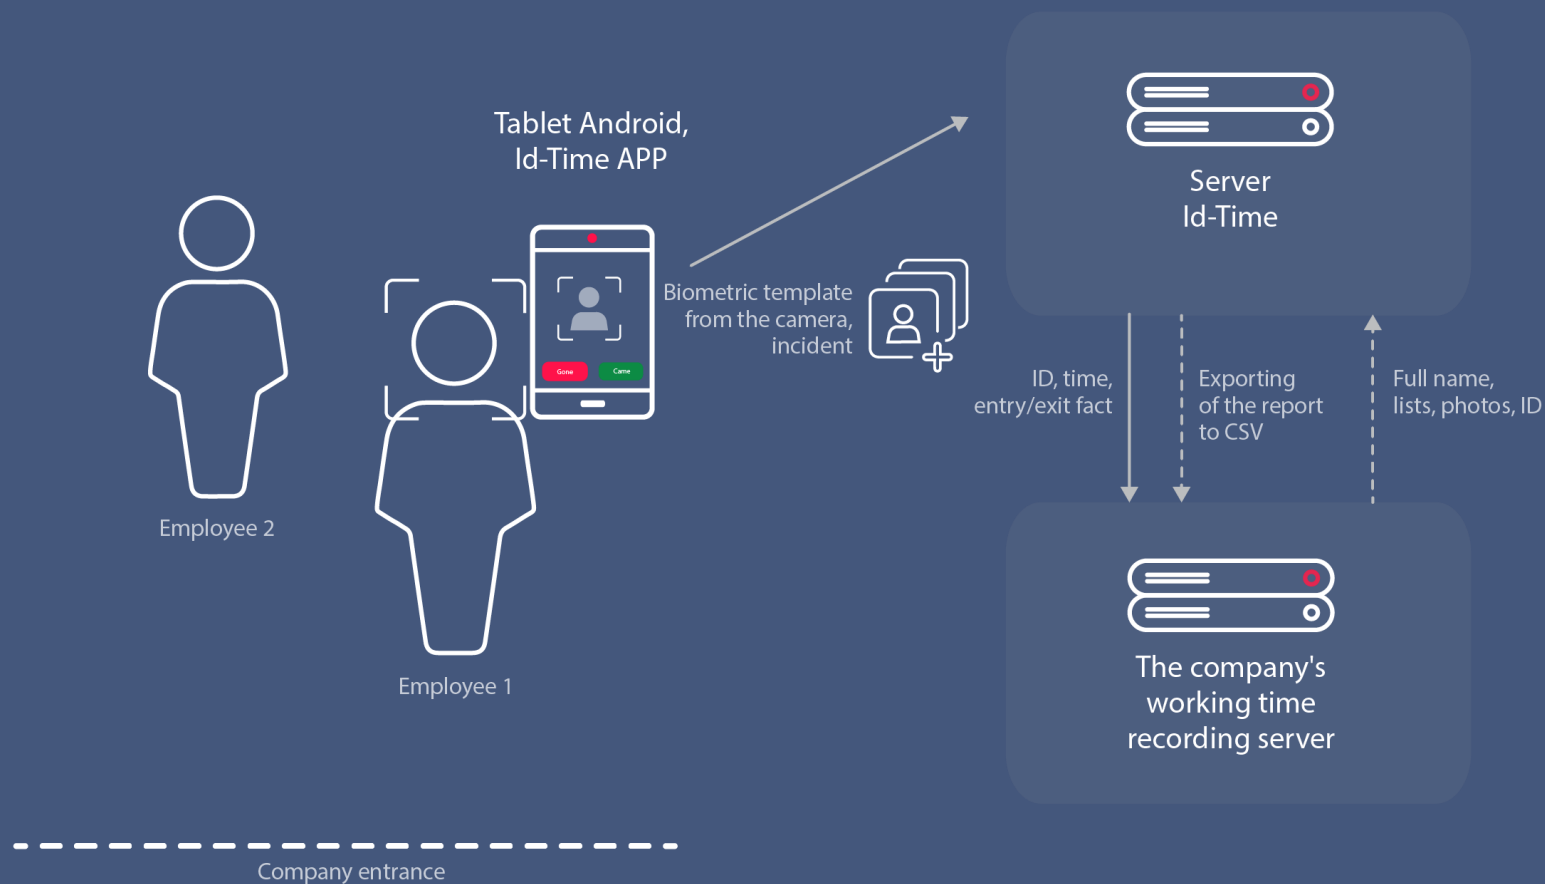 Tablet Android,
Id-Time APP
Server
Id-Time
Gone
Came
Biometric template
from the camera,
incident
ID, time,
entry/exit fact
Exporting
of the report
to CSV
Full name,
lists, photos, ID
Employee 2
Employee 1
The company's
working time
recording server
Company entrance